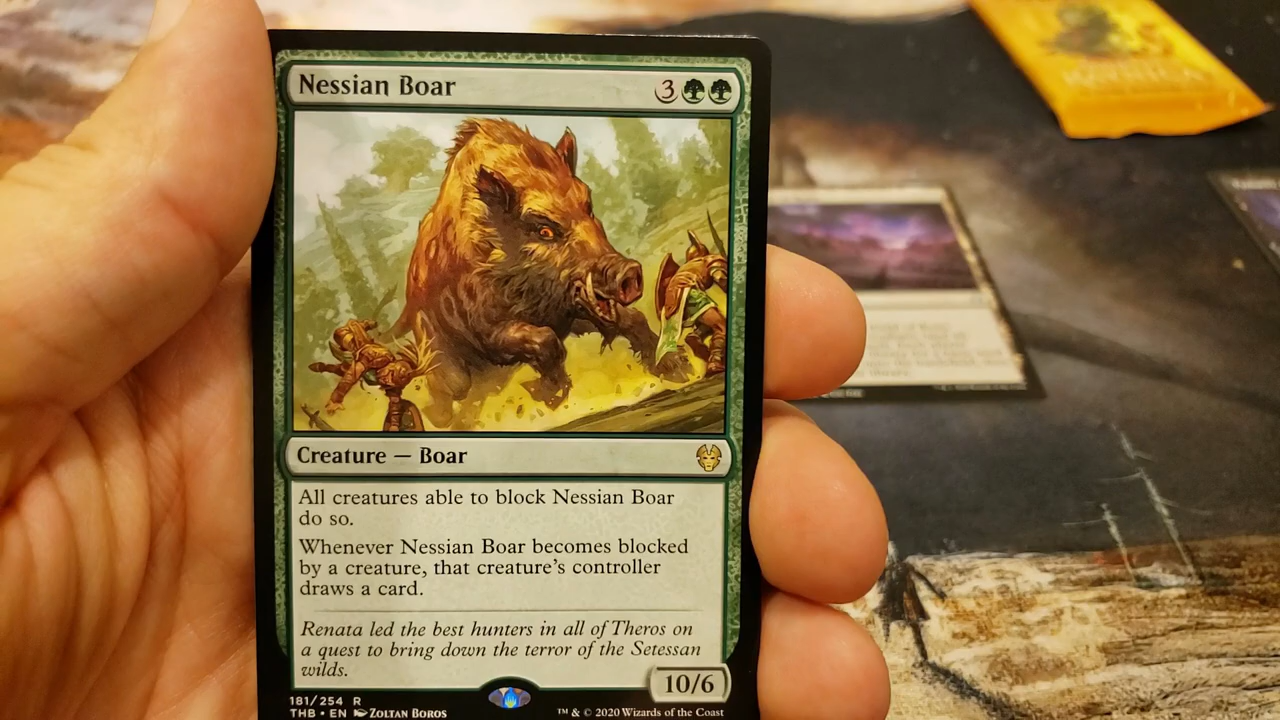 Nessian Boar 3
Creature — Boar
All creatures able to block Nessian Boar
do so.
Whenever Nessian Boar becomes blocked
by a creature, that creature's controller
draws a card.
Renata led the best hunters in all of Theros on
a quest to bring down the terror of the Setessan
wilds.
10/6
181/254 R
THB • EN Zoltan Boros
™ & © 2020 Wizards of the Coast